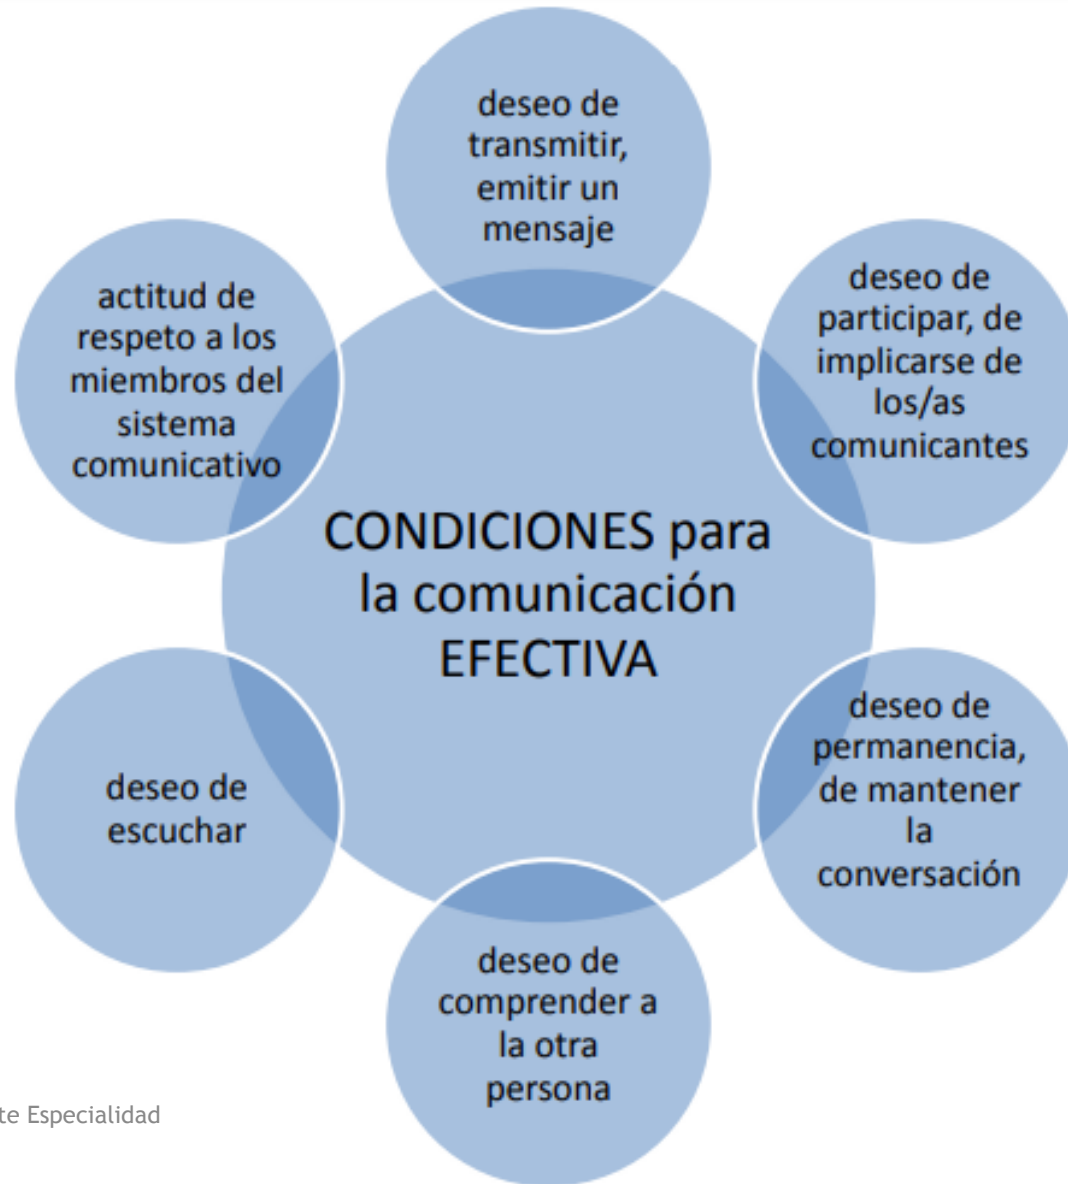 deseo de
transmitir,
emitir un
mensaje
deseo de
participar, de
implicarse de
los/as
comunicantes
deseo de
permanencia,
de mantener
la
conversación
deseo de
comprender a
la otra
persona
deseo de
escuchar
actitud de
respeto a los
miembros del
sistema
comunicativo
CONDICIONES para
la comunicación
EFECTIVA
te Especialidad